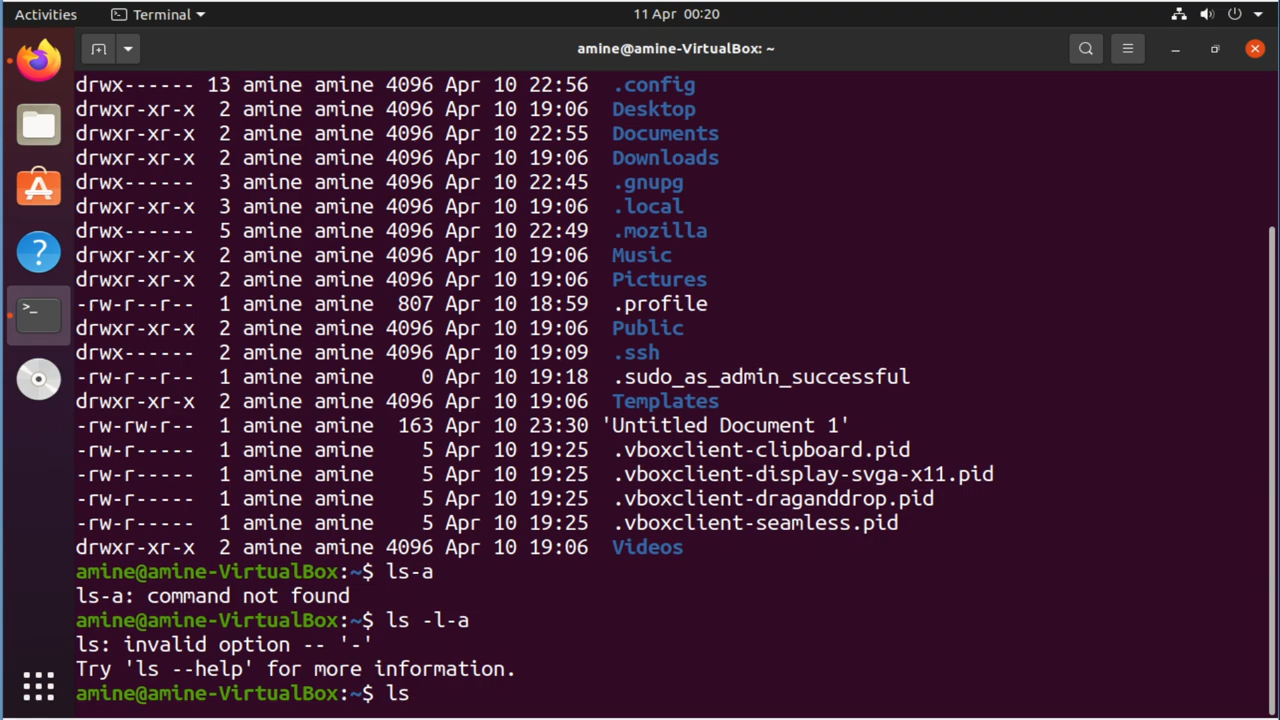 Activities
Terminal
11 Apr 00:20
amine@amine-VirtualBox: ~
drwx------ 13 amine amine 4096 Apr 10 22:56 .config
drwxr-xr-x 2 amine amine 4096 Apr 10 19:06 Desktop
drwxr-xr-x 2 amine amine 4096 Apr 10 22:55 Documents
drwxr-xr-x 2 amine amine 4096 Apr 10 19:06 Downloads
drwx------ 3 amine amine 4096 Apr 10 22:45 .gnupg
drwxr-xr-x 3 amine amine 4096 Apr 10 19:06 .local
drwx------ 5 amine amine 4096 Apr 10 22:49 .mozilla
drwxr-xr-x 2 amine amine 4096 Apr 10 19:06 Music
drwxr-xr-x 2 amine amine 4096 Apr 10 19:06 Pictures
-rw-r--r-- 1 amine amine 807 Apr 10 18:59 .profile
drwxr-xr-x 2 amine amine 4096 Apr 10 19:06 Public
drwx------ 2 amine amine 4096 Apr 10 19:09 .ssh
-rw-r--r-- 1 amine amine 0 Apr 10 19:18 .sudo_as_admin_successful
drwxr-xr-x 2 amine amine 4096 Apr 10 19:06 Templates
-rw-rw-r-- 1 amine amine 163 Apr 10 23:30 'Untitled Document 1'
-rw-r----- 1 amine amine 5 Apr 10 19:25 .vboxclient-clipboard.pid
-rw-r----- 1 amine amine 5 Apr 10 19:25 .vboxclient-display-svga-x11.pid
-rw-r----- 1 amine amine 5 Apr 10 19:25 .vboxclient-draganddrop.pid
-rw-r----- 1 amine amine 5 Apr 10 19:25 .vboxclient-seamless.pid
drwxr-xr-x 2 amine amine 4096 Apr 10 19:06 Videos
amine@amine-VirtualBox:~$ ls-a
ls-a: command not found
amine@amine-VirtualBox:~$ ls -l-a
ls: invalid option -- '-'
Try 'ls --help' for more information.
amine@amine-VirtualBox:~$ ls